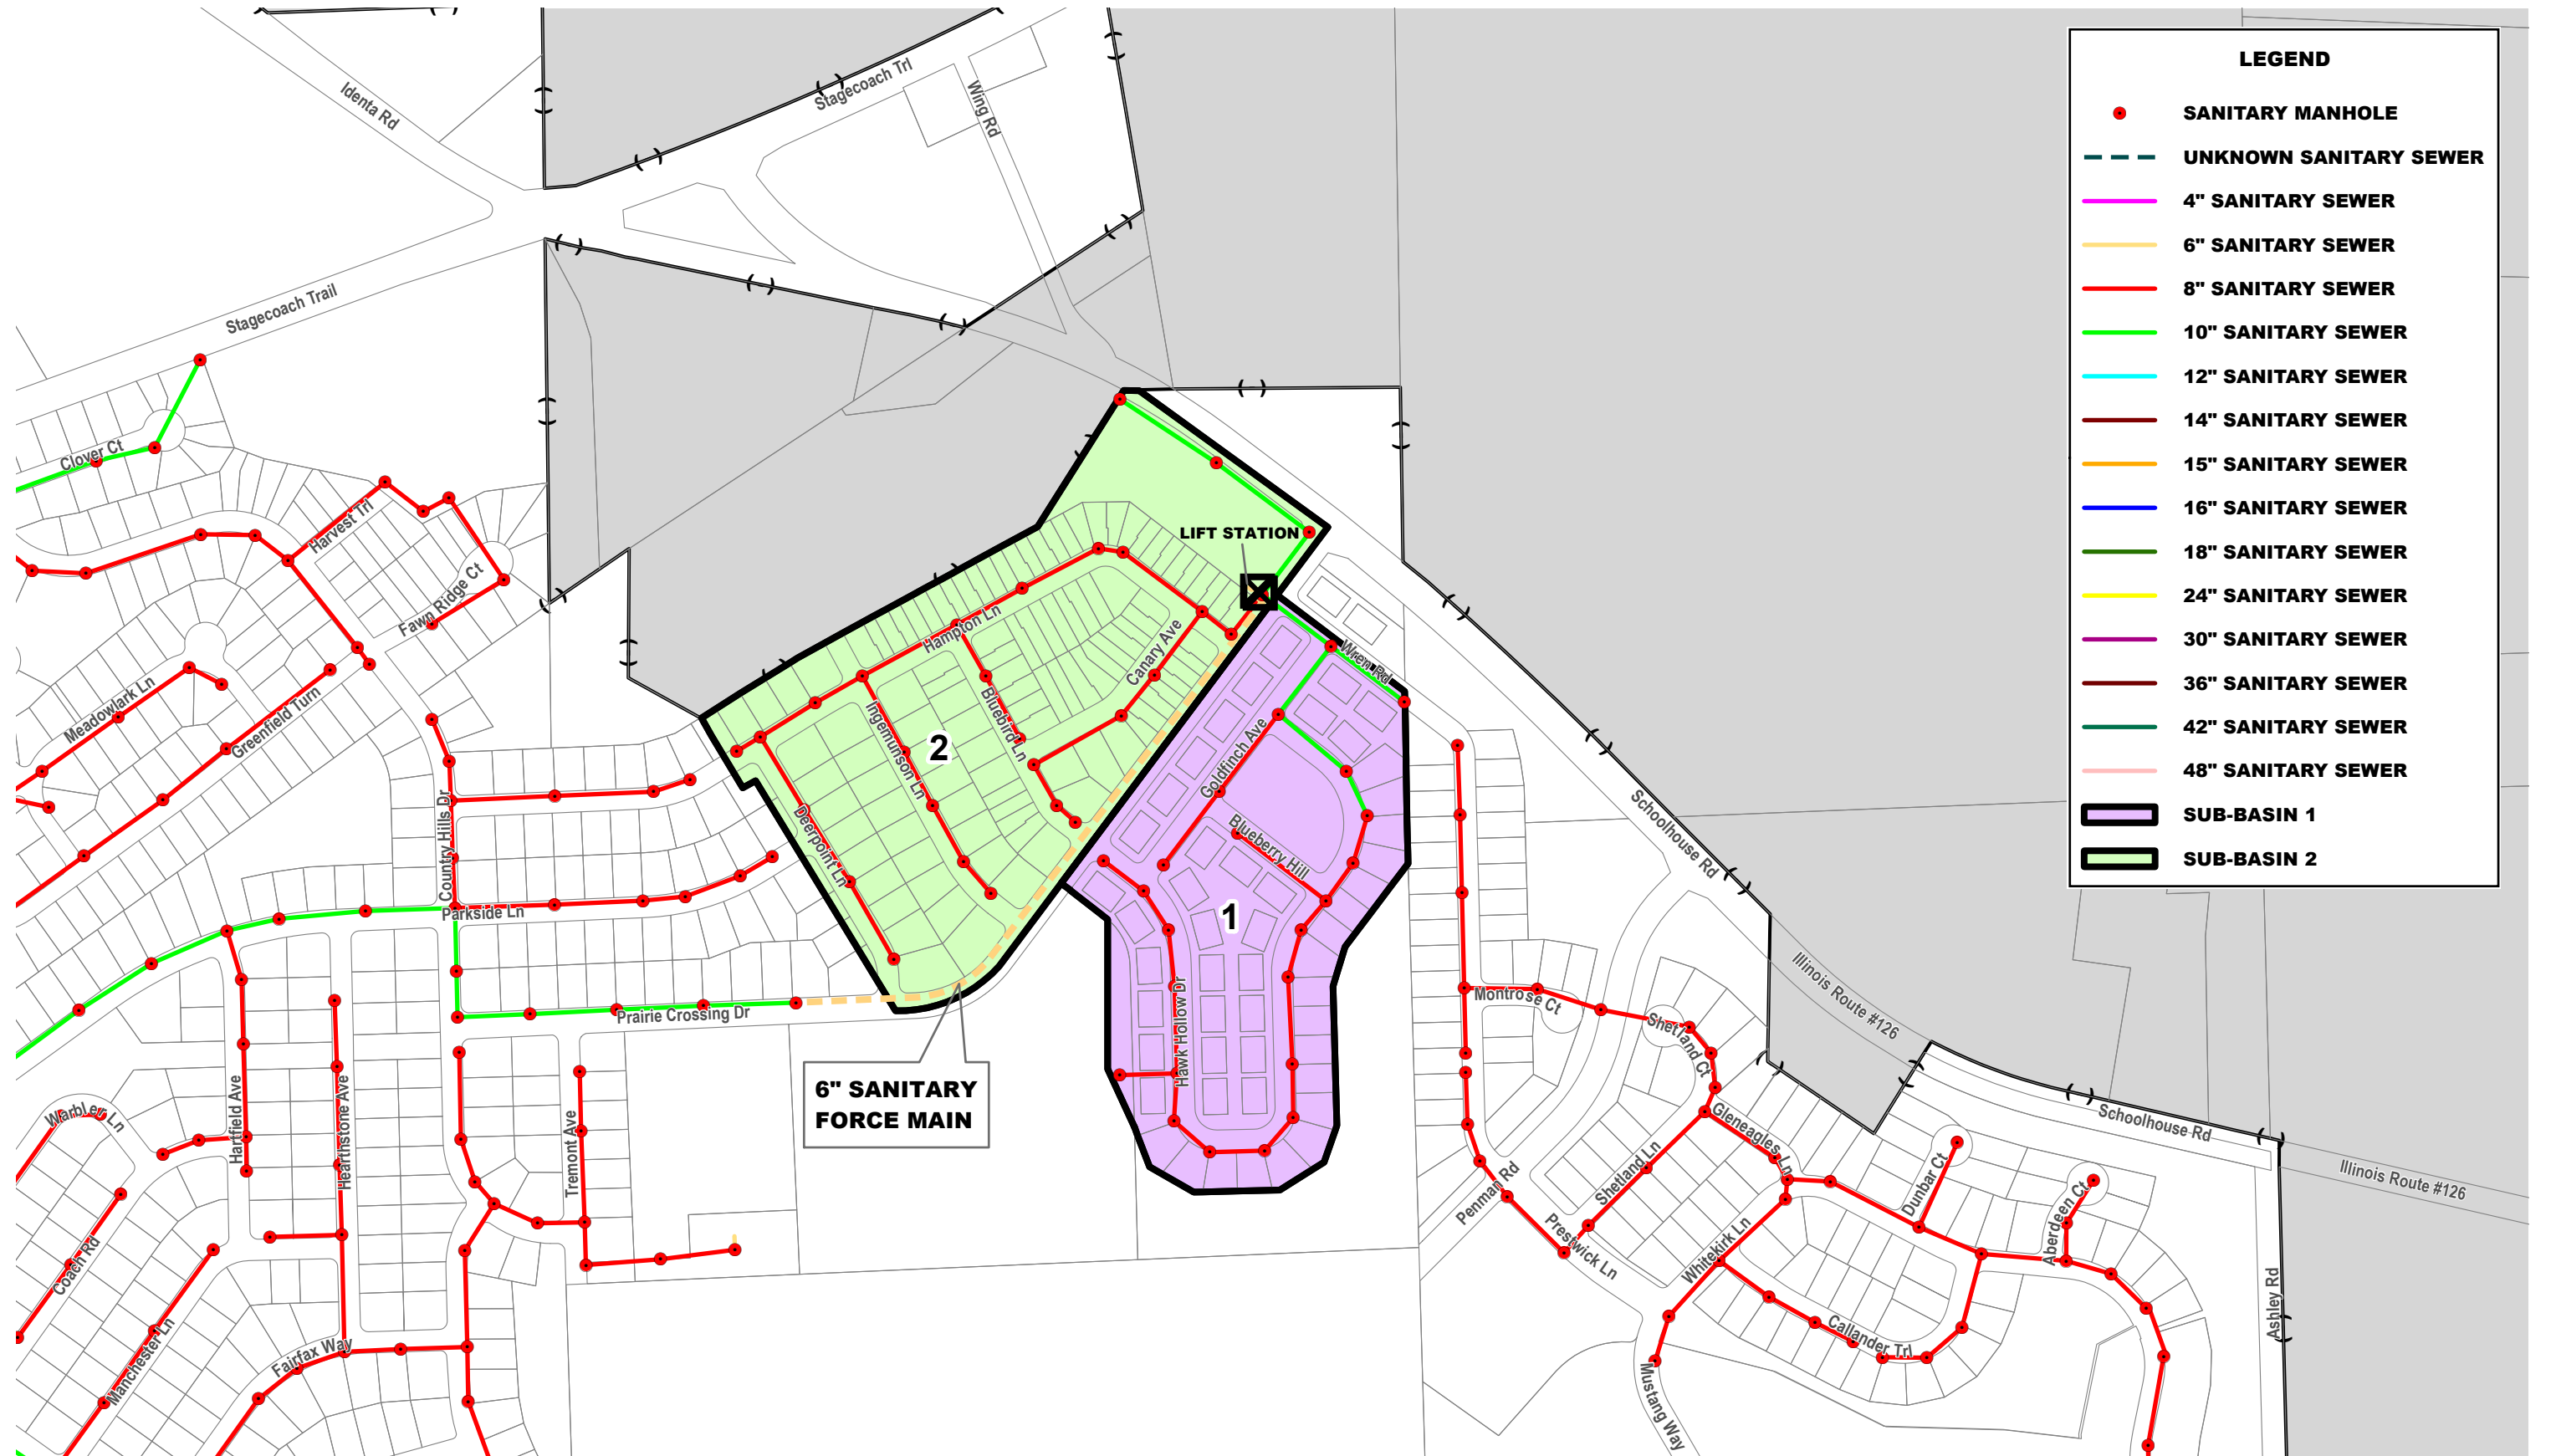 LEGEND
SANITARY MANHOLE
UNKNOWN SANITARY SEWER
4" SANITARY SEWER
6" SANITARY SEWER
8" SANITARY SEWER
10" SANITARY SEWER
12" SANITARY SEWER
14" SANITARY SEWER
15" SANITARY SEWER
16" SANITARY SEWER
18" SANITARY SEWER
24" SANITARY SEWER
30" SANITARY SEWER
36" SANITARY SEWER
42" SANITARY SEWER
48" SANITARY SEWER
SUB-BASIN 1
SUB-BASIN 2
Identa Rd
Stagecoach Trl
Wing Rd
Stagecoach Trail
Clover Ct
Harvest Trl
Fawn Ridge Ct
Meadowlark Ln
Greenfield Turn
Country Hills Dr
Parkside Ln
LIFT STATION
Hampton Ln
Canary Ave
Bluebird Ln
Ingemunson Ln
2
Deerpoint Ln
Wren Rd
Goldfinch Ave
Blueberry Hill
1
Hawk Hollow Dr
Prairie Crossing Dr
6" SANITARY
FORCE MAIN
Warbler Ln
Hartfield Ave
Hearthstone Ave
Tremont Ave
Coach Rd
Manchester Ln
Fairfax Way
Schoolhouse Rd
Illinois Route #126
Montrose Ct
Shetland Ct
Gleneagles Ln
Shetland Ln
Penman Rd
Prestwick Ln
Whitekirk Ln
Dunbar Ct
Aberdeen Ct
Callander Trl
Mustang Way
Schoolhouse Rd
Illinois Route #126
Ashley Rd